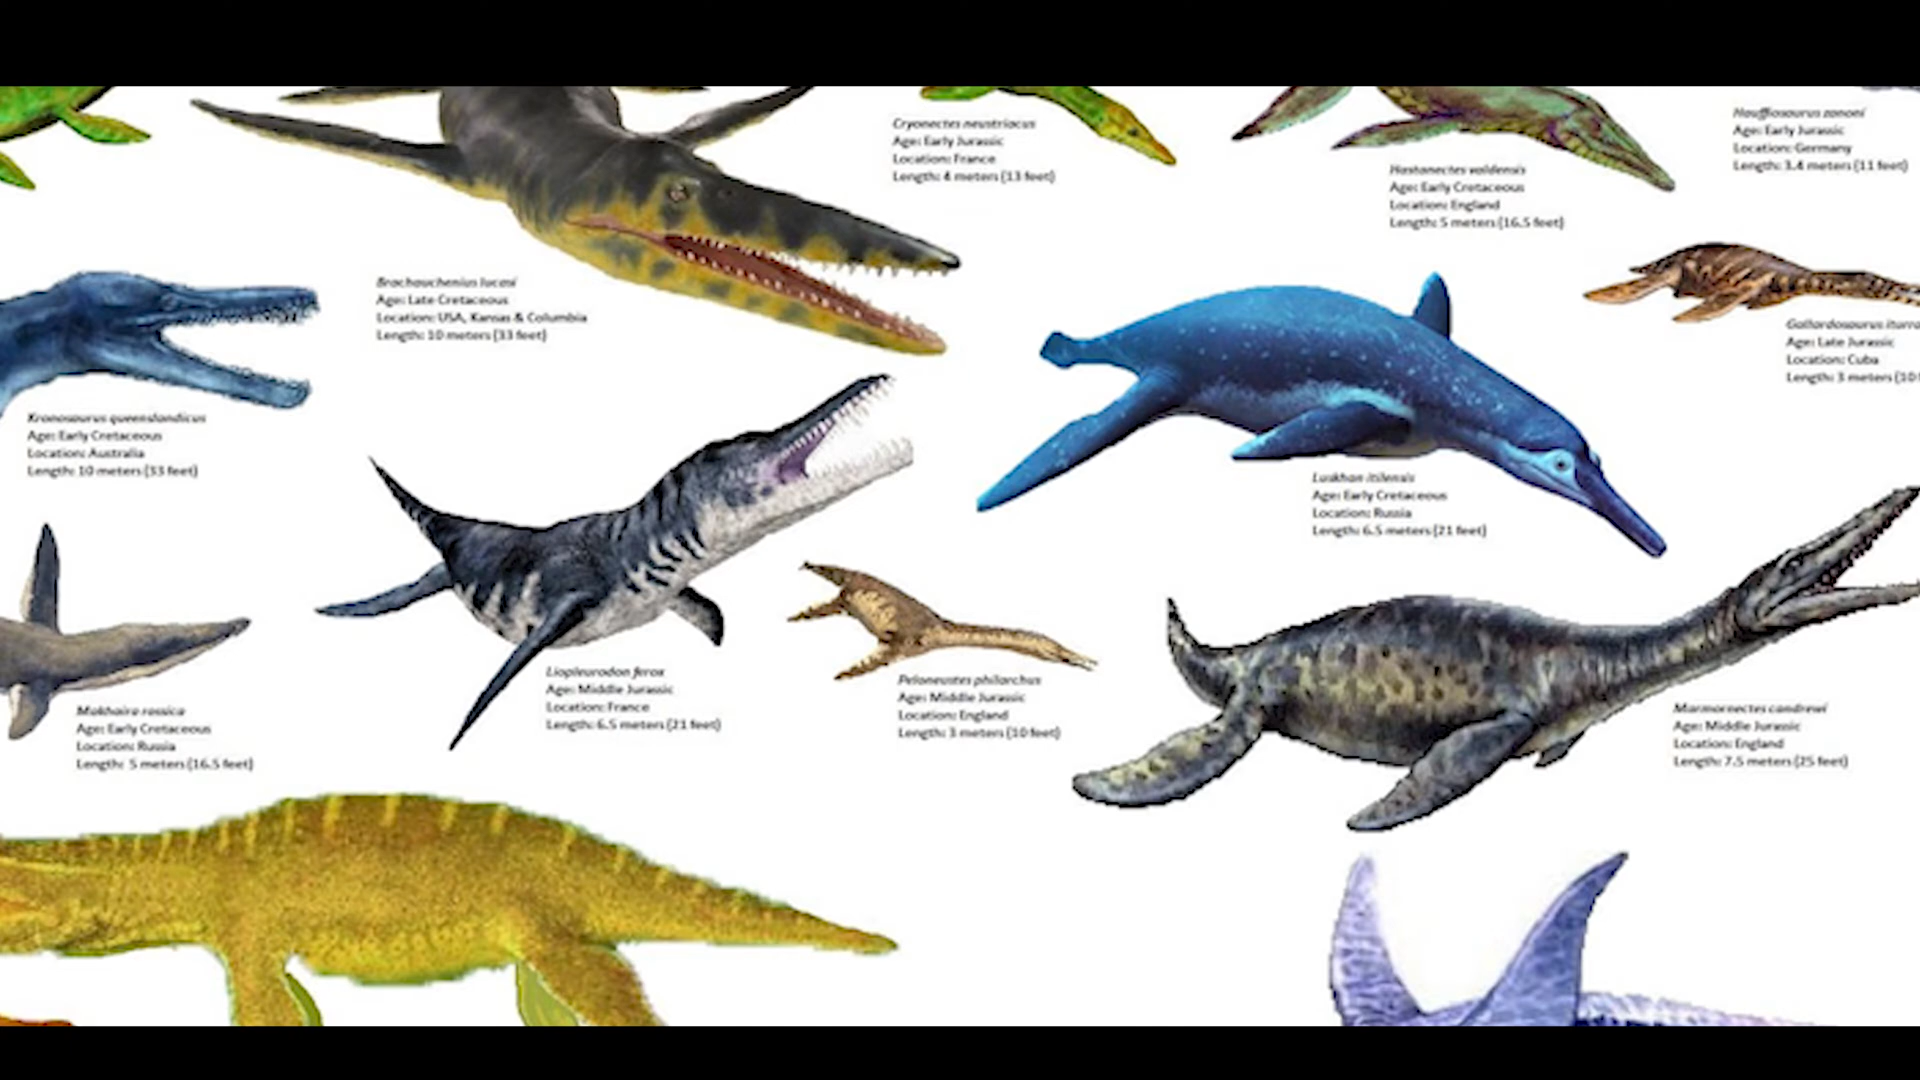 Cryonectes neustriacus
Age: Early Jurassic
Location: France
Length: 4 meters (13 feet)
Hastanectes valdensis
Age: Early Cretaceous
Location: England
Length: 5 meters (16.5 feet)
Hauffiosaurus zanoni
Age: Early Jurassic
Location: Germany
Length: 3.4 meters (11 feet)
Brachauchenius lucasi
Age: Late Cretaceous
Location: USA, Kansas & Columbia
Length: 10 meters (33 feet)
Gallardosaurus iturra
Age: Late Jurassic
Location: Cuba
Length: 3 meters (10
Kronosaurus queenslandicus
Age: Early Cretaceous
Location: Australia
Length: 10 meters (33 feet)
Luskhan itilensis
Age: Early Cretaceous
Location: Russia
Length: 6.5 meters (21 feet)
Makhaira rossica
Age: Early Cretaceous
Location: Russia
Length: 5 meters (16.5 feet)
Liopleurodon ferox
Age: Middle Jurassic
Location: France
Length: 6.5 meters (21 feet)
Peloneustes philarchus
Age: Middle Jurassic
Location: England
Length: 3 meters (10 feet)
Marmornectes candrewi
Age: Middle Jurassic
Location: England
Length: 7.5 meters (25 feet)